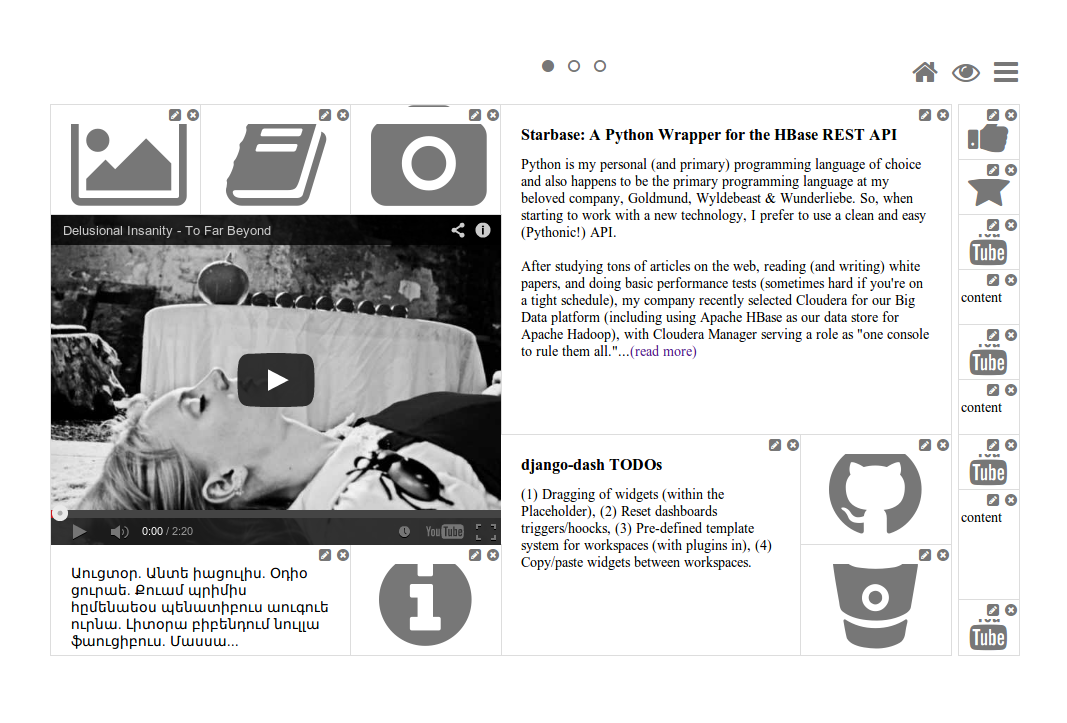 Delusional Insanity - To Far Beyond
0:00 / 2:20
YouTube
Աուգտօր. Անտե իացուլիս. Օդիօ
ցուրաե. Քուամ պրիմիս
հըմենաեօս պենատիբուս աուգուե
ուրնա. Լիտօրա բիբենդում նուլլա
ֆաուցիբուս. Մասսա...
Starbase: A Python Wrapper for the HBase REST API
Python is my personal (and primary) programming language of choice
and also happens to be the primary programming language at my
beloved company, Goldmund, Wyldebeast & Wunderliebe. So, when
starting to work with a new technology, I prefer to use a clean and easy
(Pythonic!) API.
After studying tons of articles on the web, reading (and writing) white
papers, and doing basic performance tests (sometimes hard if you're on
a tight schedule), my company recently selected Cloudera for our Big
Data platform (including using Apache HBase as our data store for
Apache Hadoop), with Cloudera Manager serving a role as "one console
to rule them all."...(read more)
django-dash TODOs
(1) Dragging of widgets (within the
Placeholder), (2) Reset dashboards
triggers/hoocks, (3) Pre-defined template
system for workspaces (with plugins in), (4)
Copy/paste widgets between workspaces.
You
Tube
content
You
Tube
content
You
Tube
content
You
Tube